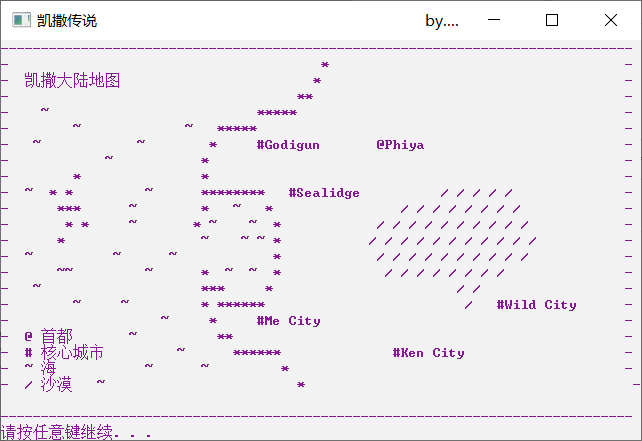 凯撒传说 by....
凯撒大陆地图
#Godigun @Phiya
#Sealidge
#Wild City
#Me City
@ 首都
# 核心城市 #Ken City
~ 海
/ 沙漠
请按任意键继续. . .